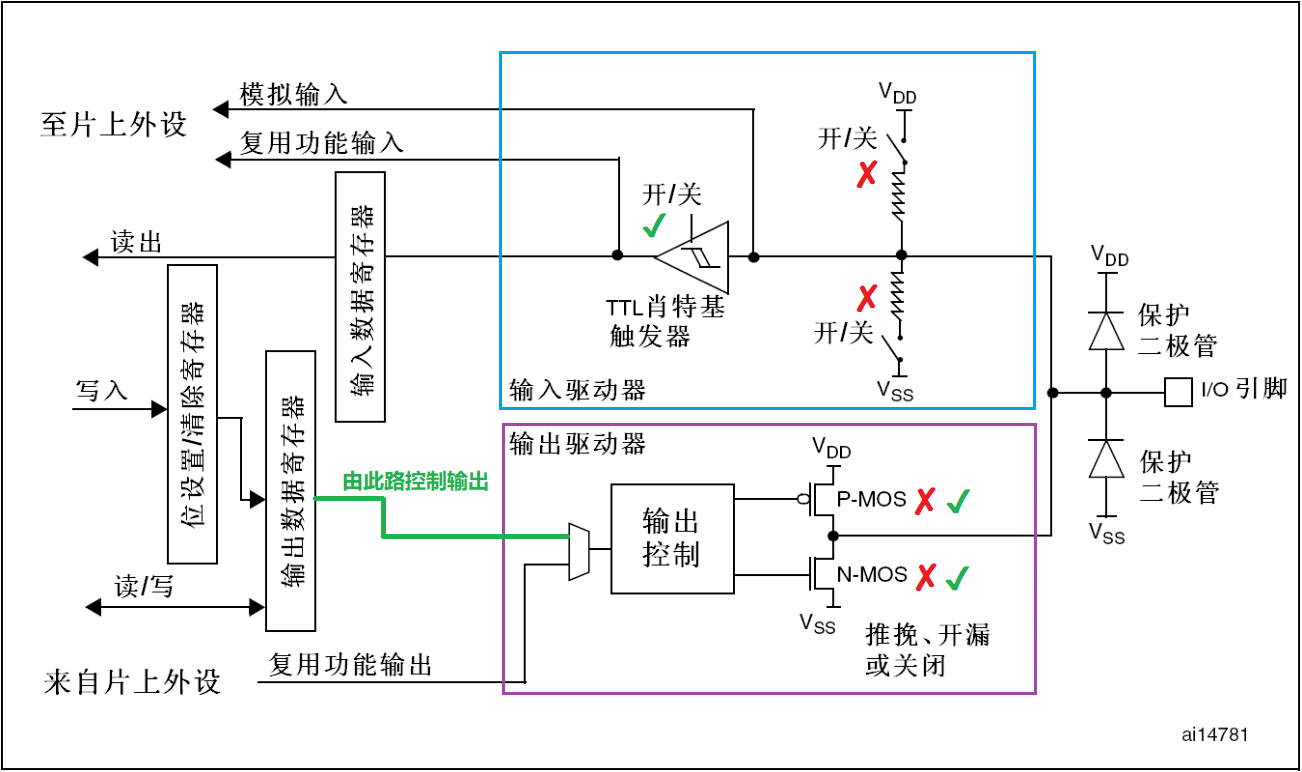 至片上外设
模拟输入
复用功能输入
读出
写入
位设置/清除寄存器
输出数据寄存器
输入数据寄存器
读/写
来自片上外设
复用功能输出
由此路控制输出
开/关
TTL肖特基
触发器
VDD
开/关
开/关
VSS
输入驱动器
输出驱动器
输出
控制
VDD
P-MOS
N-MOS
VSS
推挽、开漏
或关闭
VDD
保护
二极管
I/O 引脚
保护
二极管
VSS
ai14781